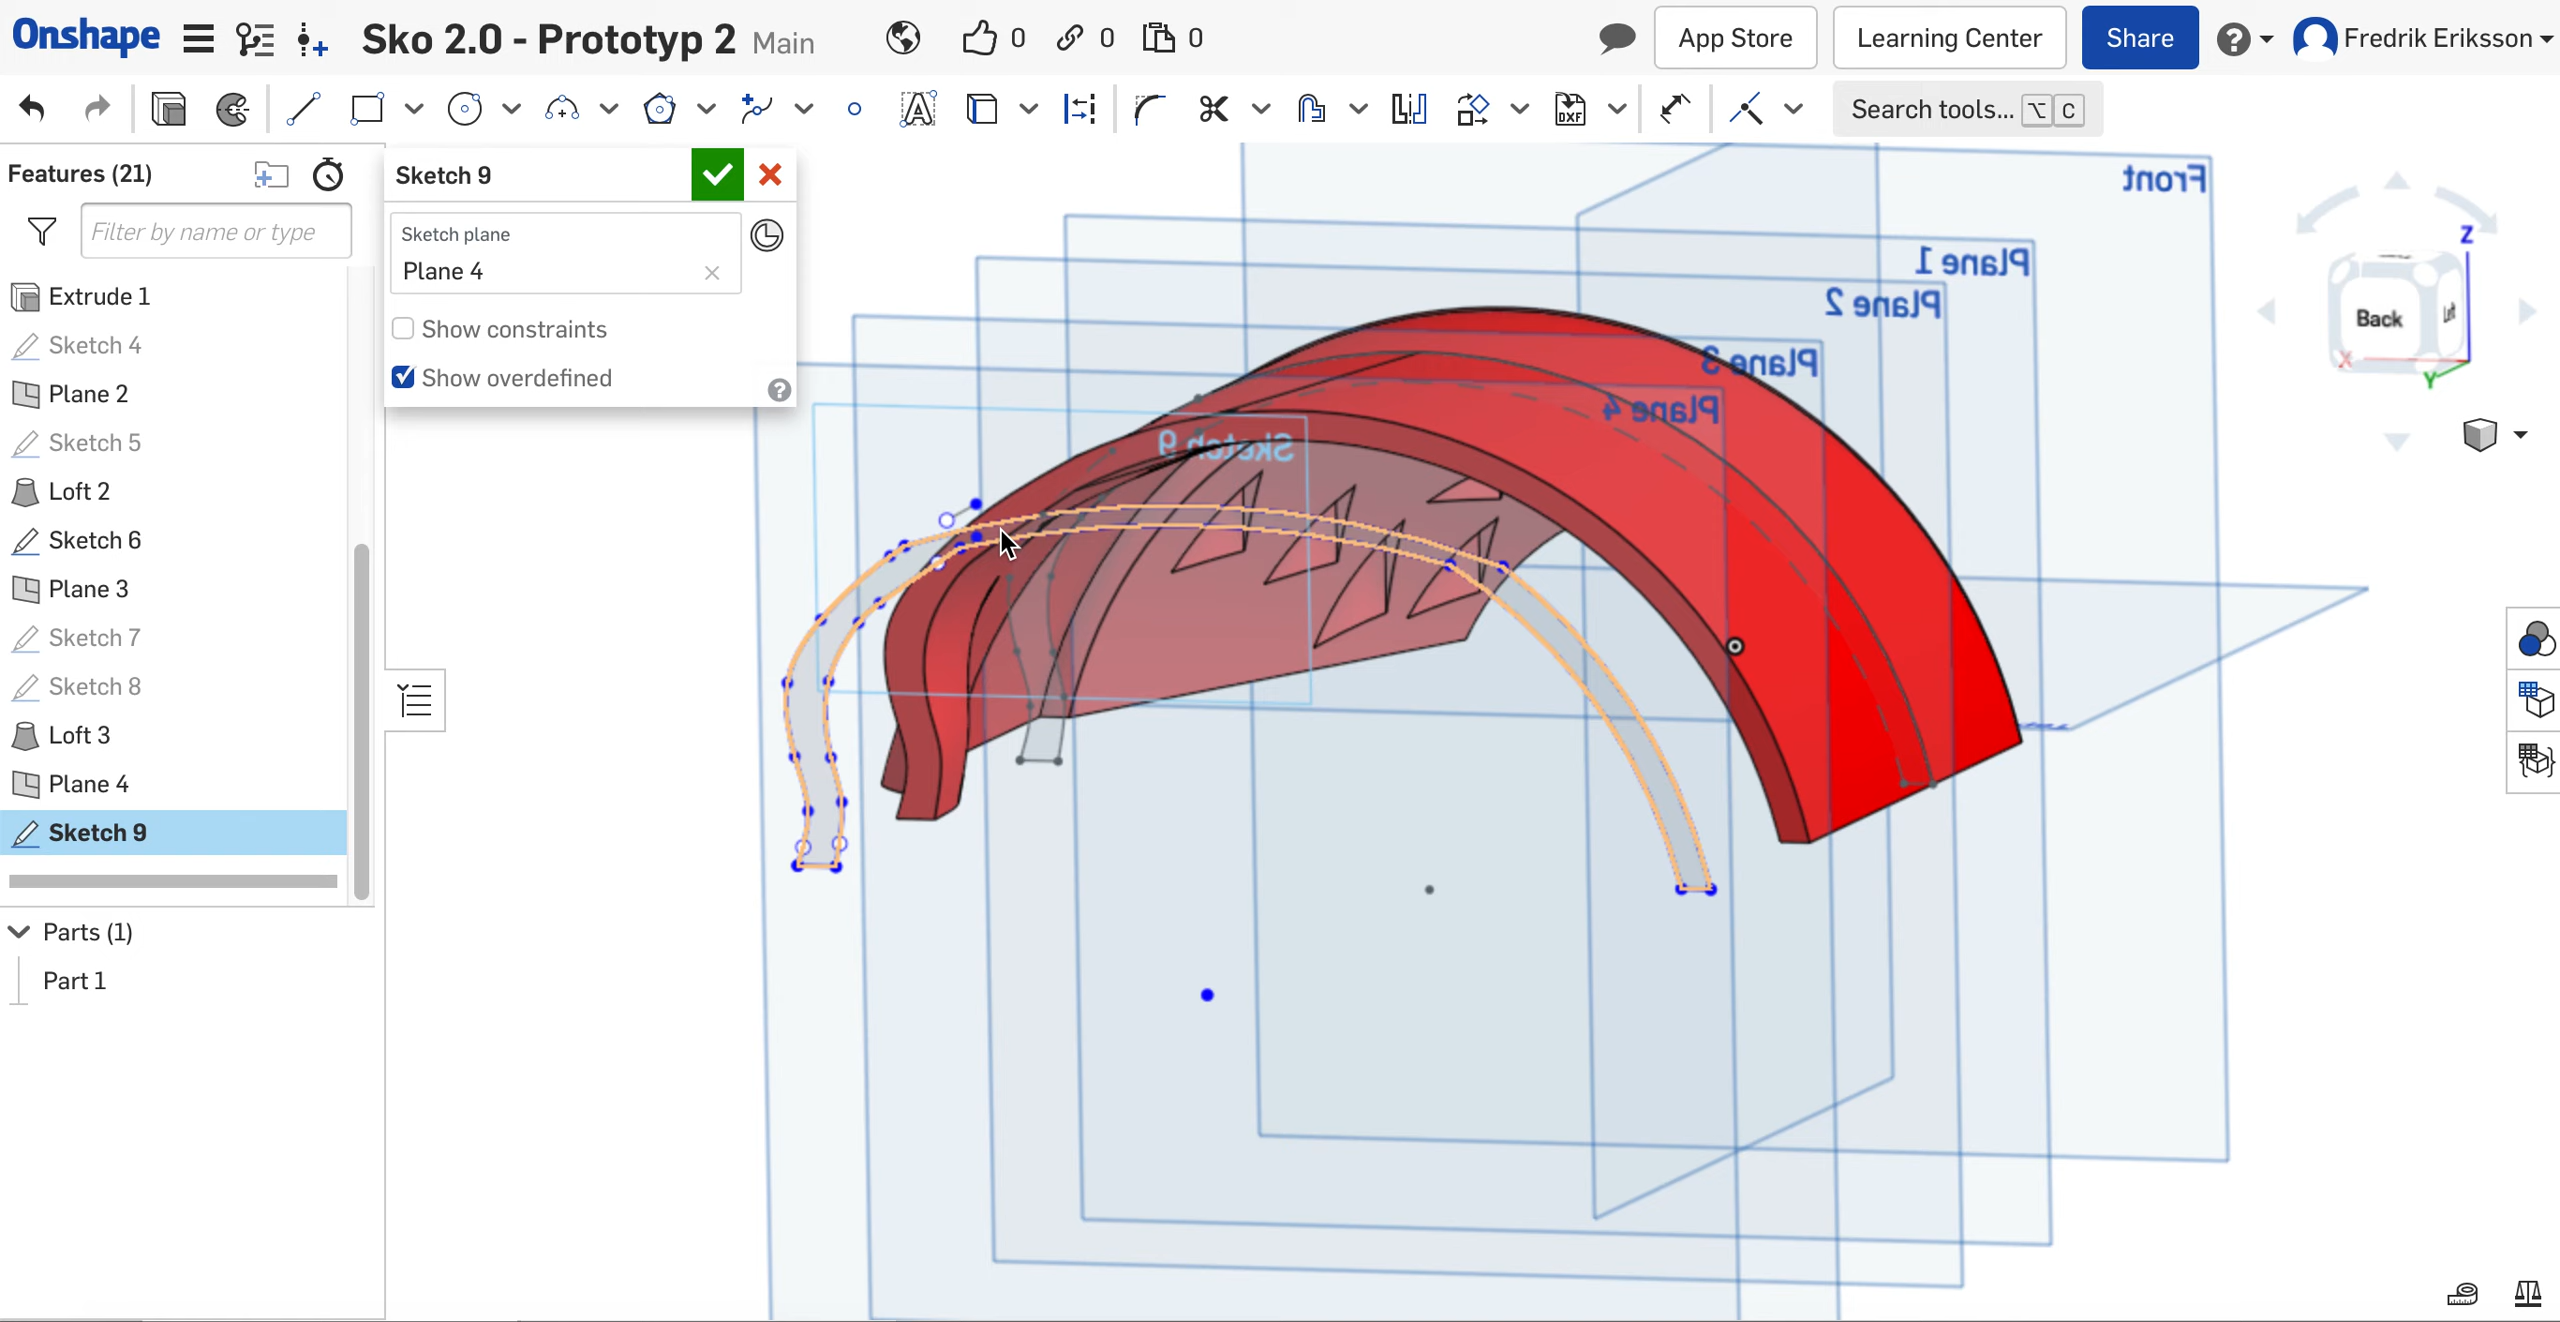 Onshape
Sko 2.0 - Prototyp 2 Main
0
0
0
App Store
Learning Center
Share
Fredrik Eriksson
Search tools... ⌥ C
Features (21)
Filter by name or type
Extrude 1
Sketch 4
Plane 2
Sketch 5
Loft 2
Sketch 6
Plane 3
Sketch 7
Sketch 8
Loft 3
Plane 4
Sketch 9
Parts (1)
Part 1
Sketch 9
Sketch plane
Plane 4
Show constraints
Show overdefined
Front
Plane 1
Plane 2
Plane 3
Plane 4
Sketch 9
Z
Back
Left
X
Y
DXF